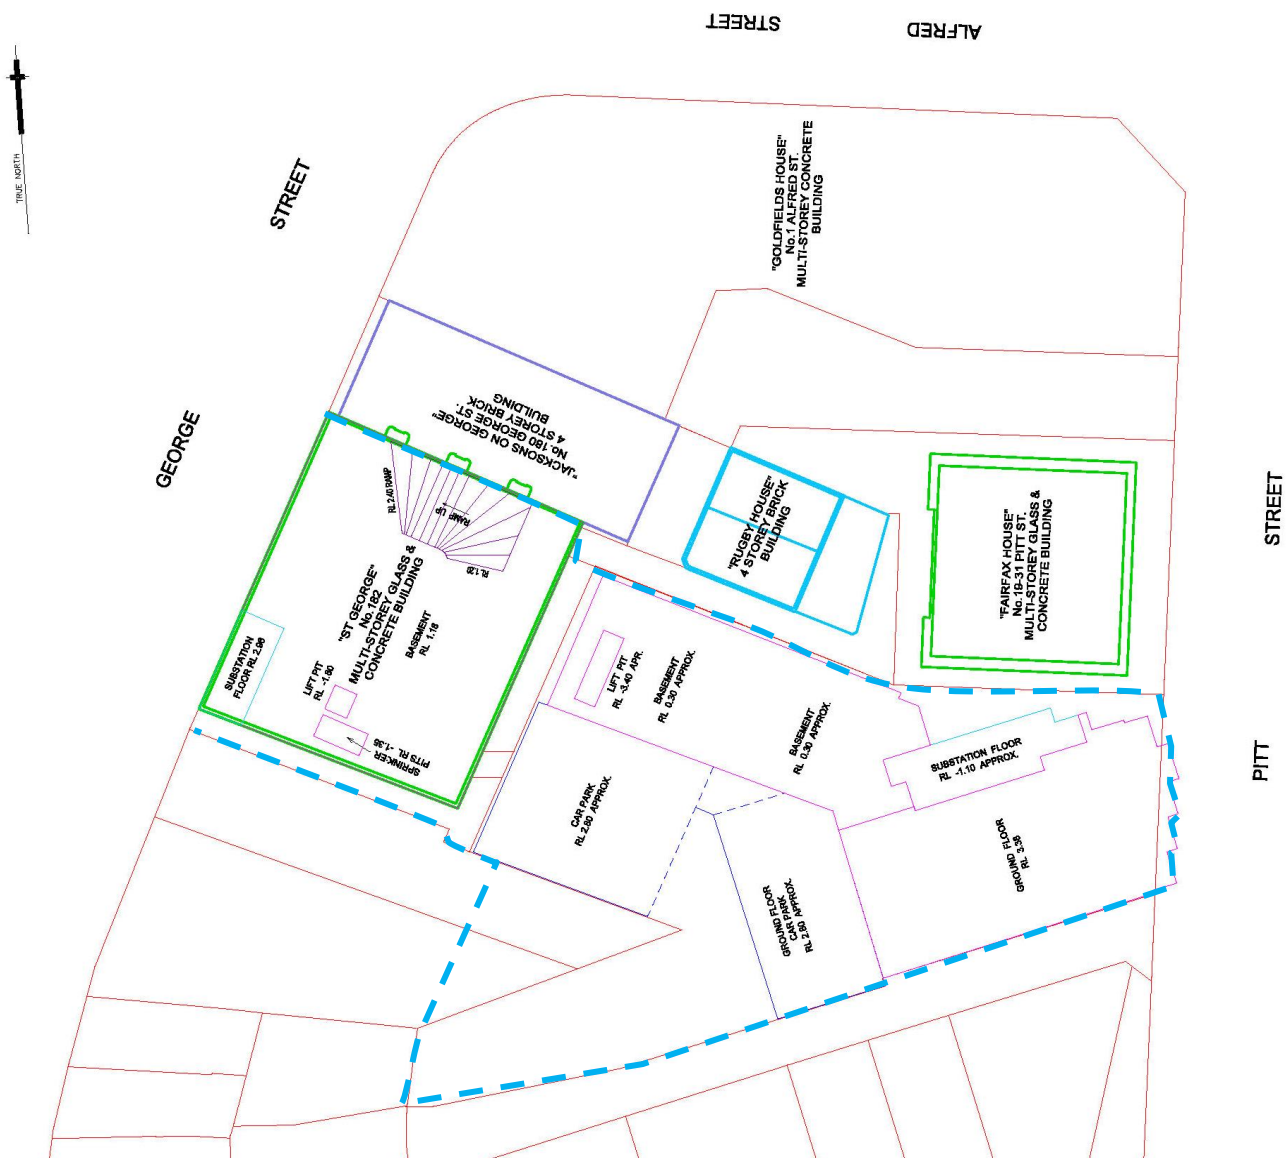 STREET
ALFRED
TRUE NORTH
STREET
"GOLDFIELDS HOUSE"
No.1 ALFRED ST.
MULTI-STOREY CONCRETE
BUILDING
GEORGE
"JACKSONS ON GEORGE"
No.180 GEORGE ST.
4 STOREY BRICK
BUILDING
RL 2.40 RAMP
RAMP UP
RL 1.20
"RUGBY HOUSE"
4 STOREY BRICK
BUILDING
"FAIRFAX HOUSE"
No.19-31 PITT ST.
MULTI-STOREY GLASS &
CONCRETE BUILDING
STREET
"ST GEORGE"
No. 182
MULTI-STOREY GLASS &
CONCRETE BUILDING
BASEMENT
RL 1.18
SUBSTATION
FLOOR RL 2.96
LIFT PIT
RL -1.80
SPRINKER
PITS RL -1.36
LIFT PIT
RL -3.40 APR.
BASEMENT
RL 0.30 APPROX.
BASEMENT
RL 0.30 APPROX.
SUBSTATION FLOOR
RL -1.10 APPROX.
PITT
CAR PARK
RL 2.80 APPROX.
GROUND FLOOR
RL 3.36
GROUND FLOOR
CAR PARK
RL 2.80 APPROX.